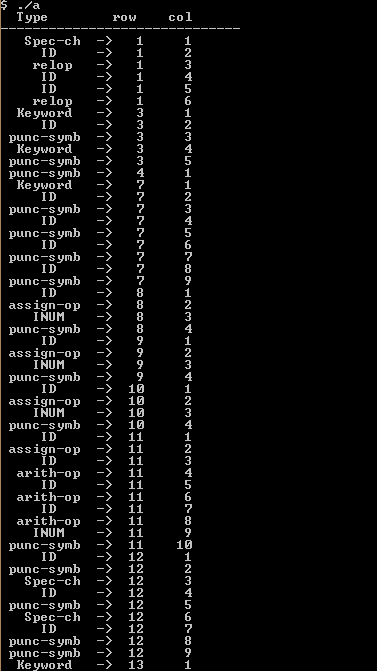 $ ./a
Type row col
------------------------------
Spec-ch -> 1 1
ID -> 1 2
relop -> 1 3
ID -> 1 4
ID -> 1 5
relop -> 1 6
Keyword -> 3 1
ID -> 3 2
punc-symb -> 3 3
Keyword -> 3 4
punc-symb -> 3 5
punc-symb -> 4 1
Keyword -> 7 1
ID -> 7 2
punc-symb -> 7 3
ID -> 7 4
punc-symb -> 7 5
ID -> 7 6
punc-symb -> 7 7
ID -> 7 8
punc-symb -> 7 9
ID -> 8 1
assign-op -> 8 2
INUM -> 8 3
punc-symb -> 8 4
ID -> 9 1
assign-op -> 9 2
INUM -> 9 3
punc-symb -> 9 4
ID -> 10 1
assign-op -> 10 2
INUM -> 10 3
punc-symb -> 10 4
ID -> 11 1
assign-op -> 11 2
ID -> 11 3
arith-op -> 11 4
ID -> 11 5
arith-op -> 11 6
ID -> 11 7
arith-op -> 11 8
INUM -> 11 9
punc-symb -> 11 10
ID -> 12 1
punc-symb -> 12 2
Spec-ch -> 12 3
ID -> 12 4
punc-symb -> 12 5
Spec-ch -> 12 6
ID -> 12 7
punc-symb -> 12 8
punc-symb -> 12 9
Keyword -> 13 1